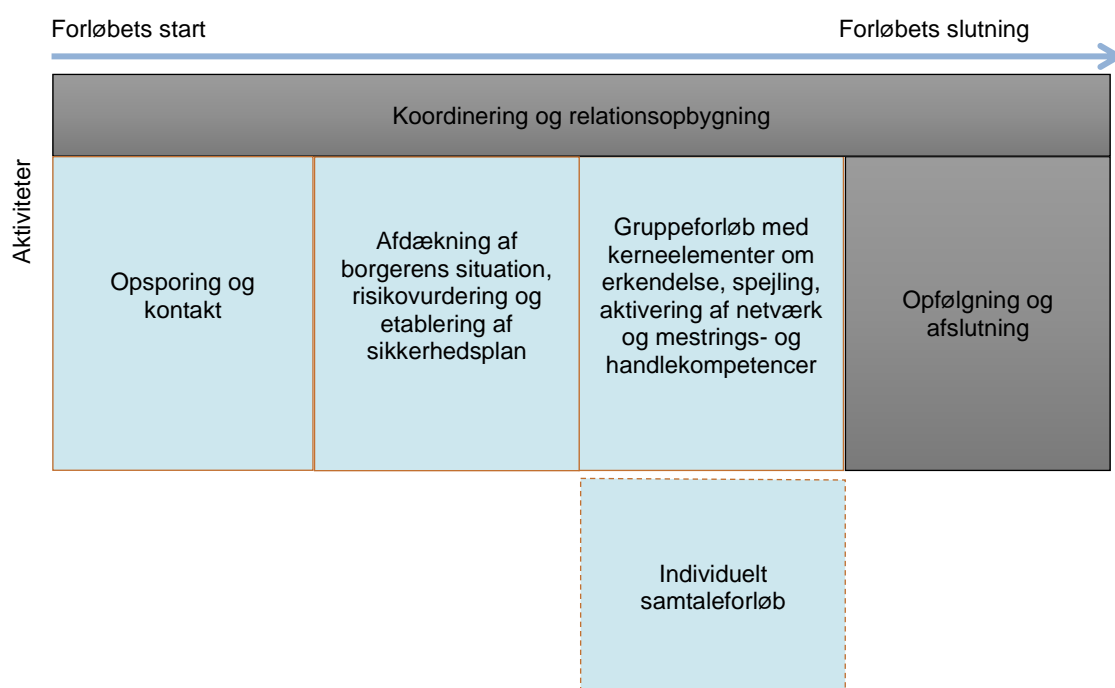 Forløbets start
Forløbets slutning
Aktiviteter
Koordinering og relationsopbygning
Opsporing og
kontakt
Afdækning af
borgerens situation,
risikovurdering og
etablering af
sikkerhedsplan
Gruppeforløb med
kerneelementer om
erkendelse, spejling,
aktivering af netværk
og mestrings- og
handlekompetencer
Opfølgning og
afslutning
Individuelt
samtaleforløb